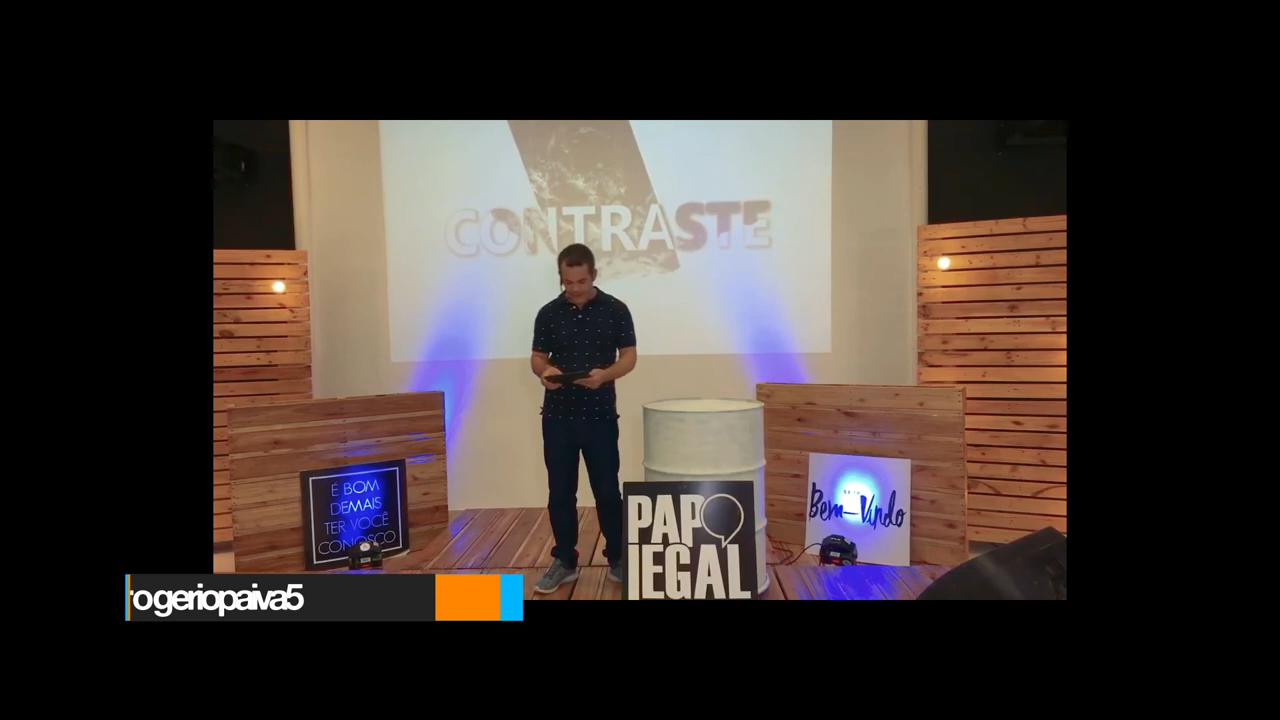 CONTRASTE
É BOM
DEMAIS
TER VOCÊ
CONOSCO
Bem-Vindo
PAPO
LEGAL
rogeriopaiva5